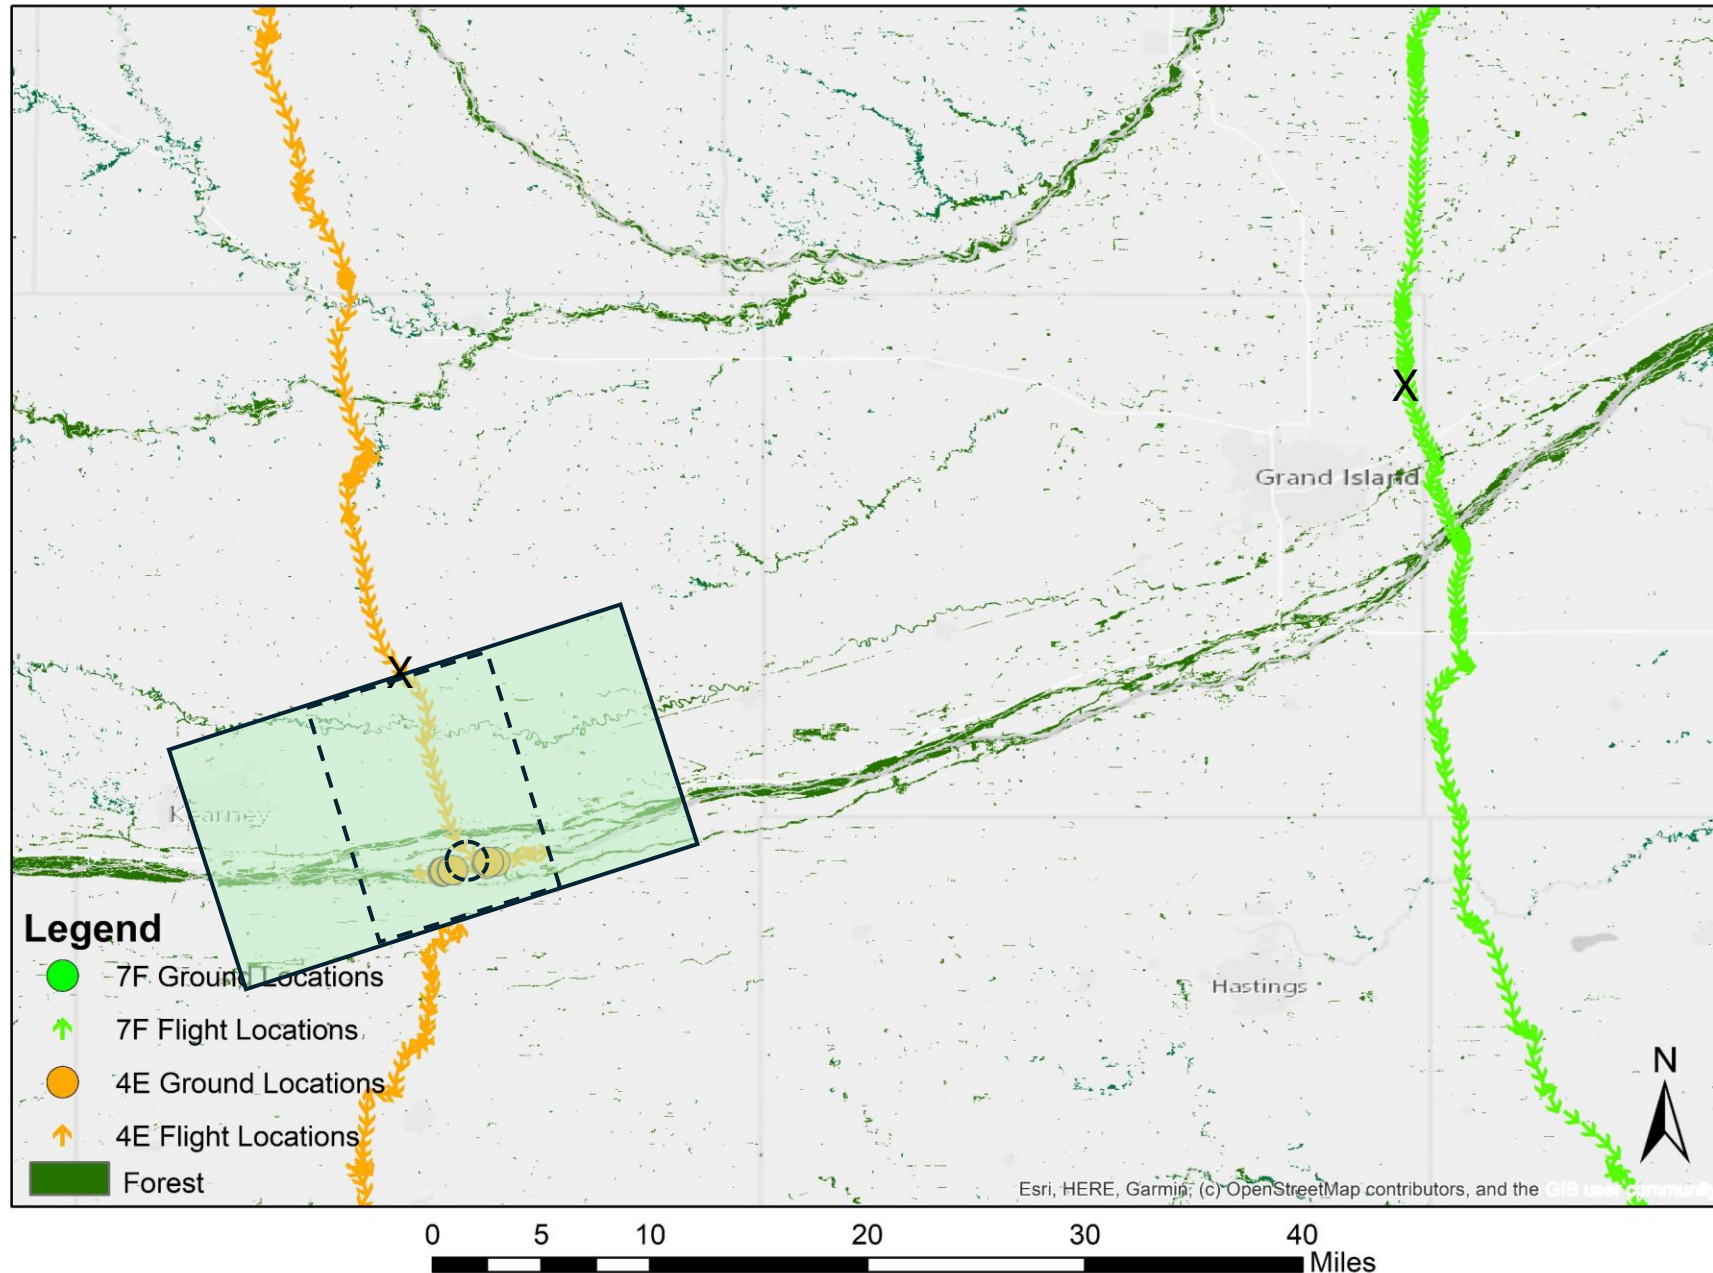 X
Grand Island
X
Kearney
Legend
7F Ground Locations
Hastings
7F Flight Locations
N
4E Ground Locations
4E Flight Locations
Forest
Esri, HERE, Garmin, (c) OpenStreetMap contributors, and the GIS user community
0 5 10 20 30 40
Miles